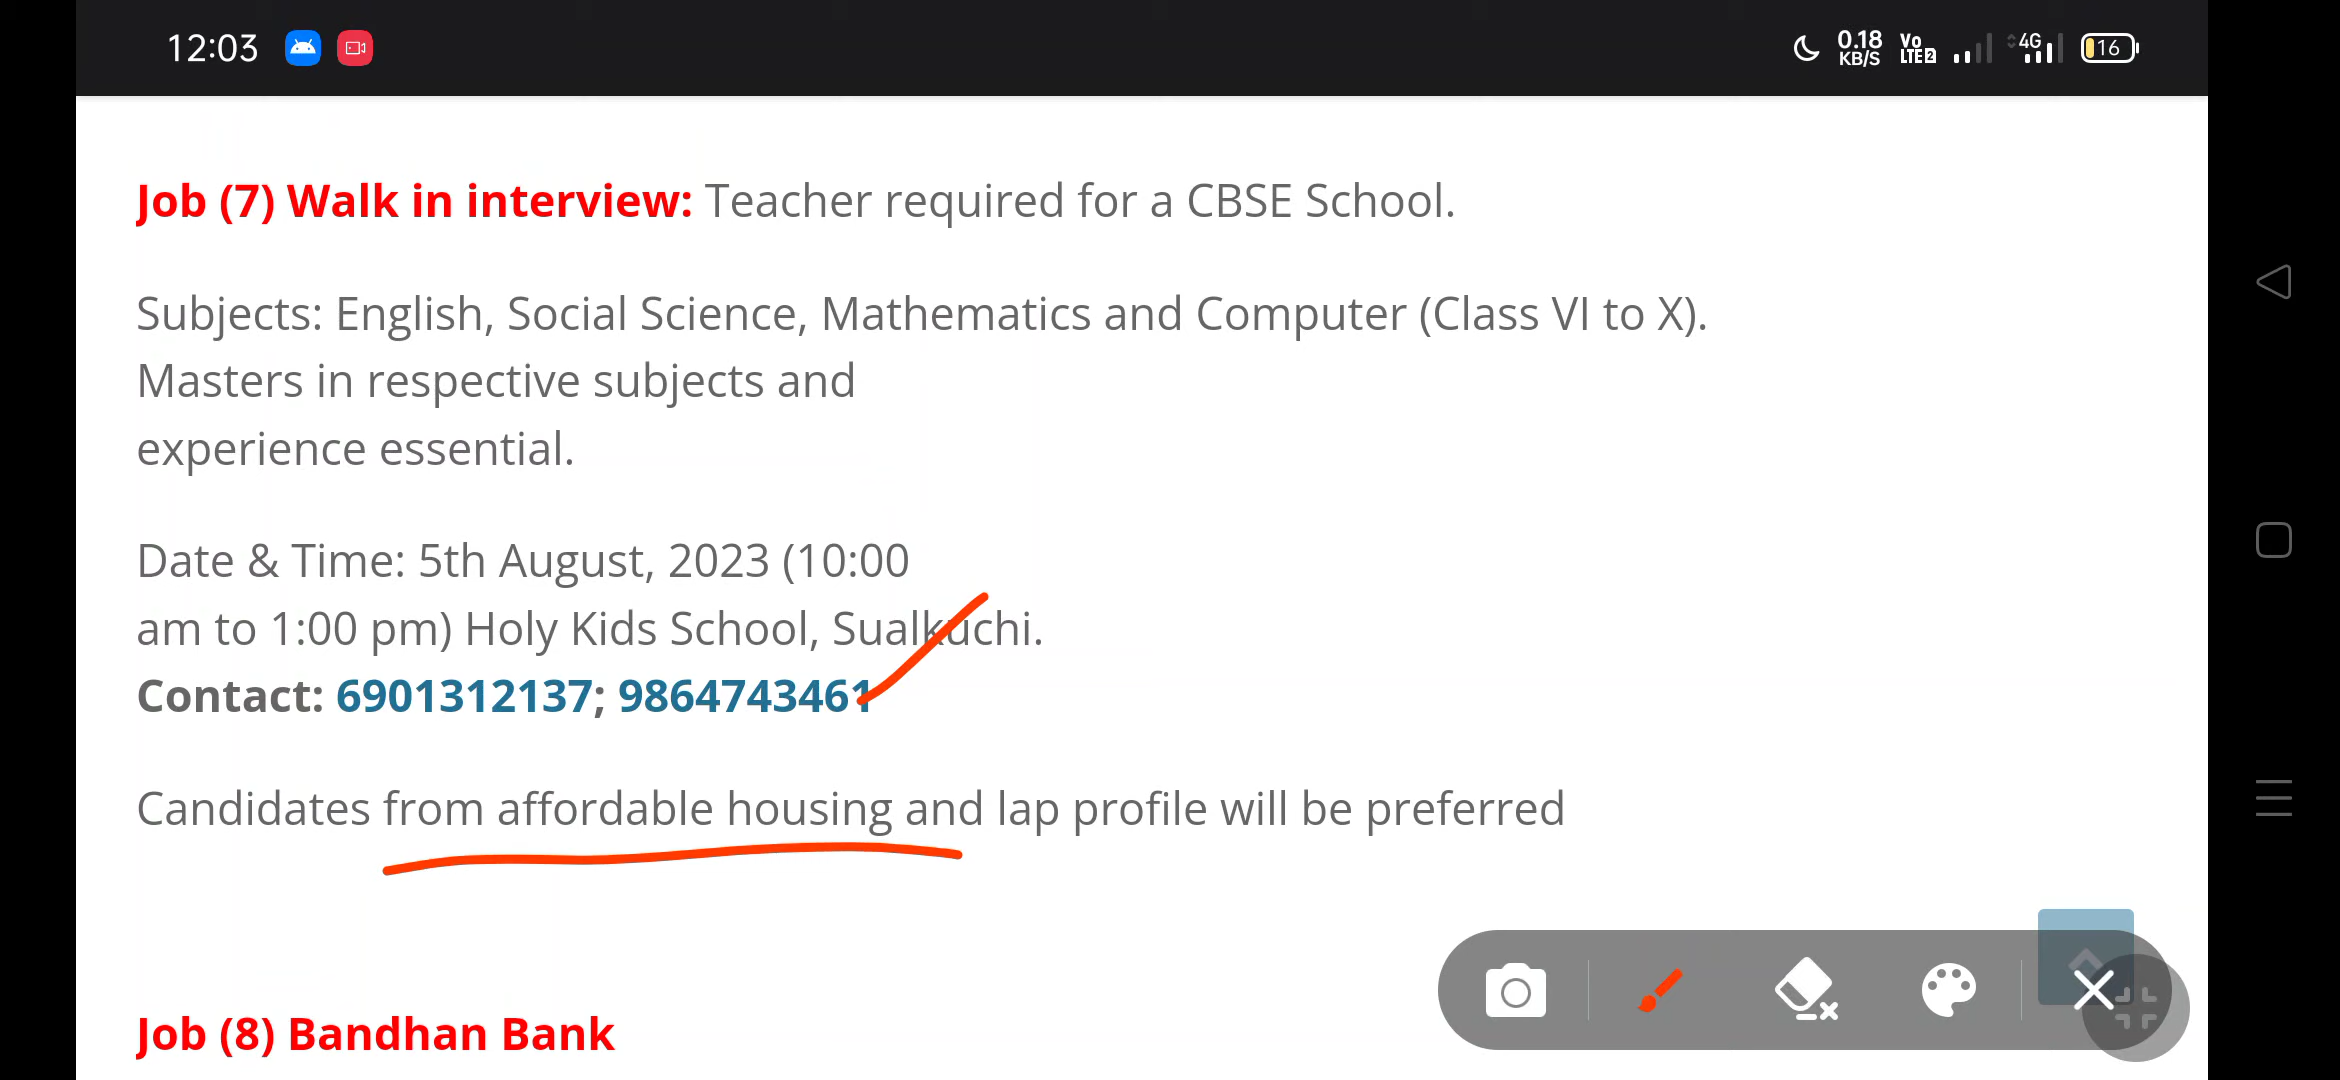 12:03
0.18 KB/S Vo LTE 2 4G 16
Job (7) Walk in interview: Teacher required for a CBSE School.
Subjects: English, Social Science, Mathematics and Computer (Class VI to X).
Masters in respective subjects and
experience essential.
Date & Time: 5th August, 2023 (10:00
am to 1:00 pm) Holy Kids School, Sualkuchi.
Contact: 6901312137; 9864743461
Candidates from affordable housing and lap profile will be preferred
Job (8) Bandhan Bank